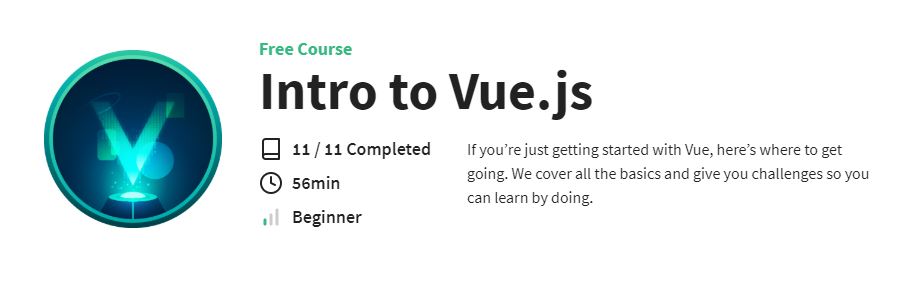 Free Course
Intro to Vue.js
11 / 11 Completed
56min
Beginner
If you’re just getting started with Vue, here’s where to get
going. We cover all the basics and give you challenges so you
can learn by doing.